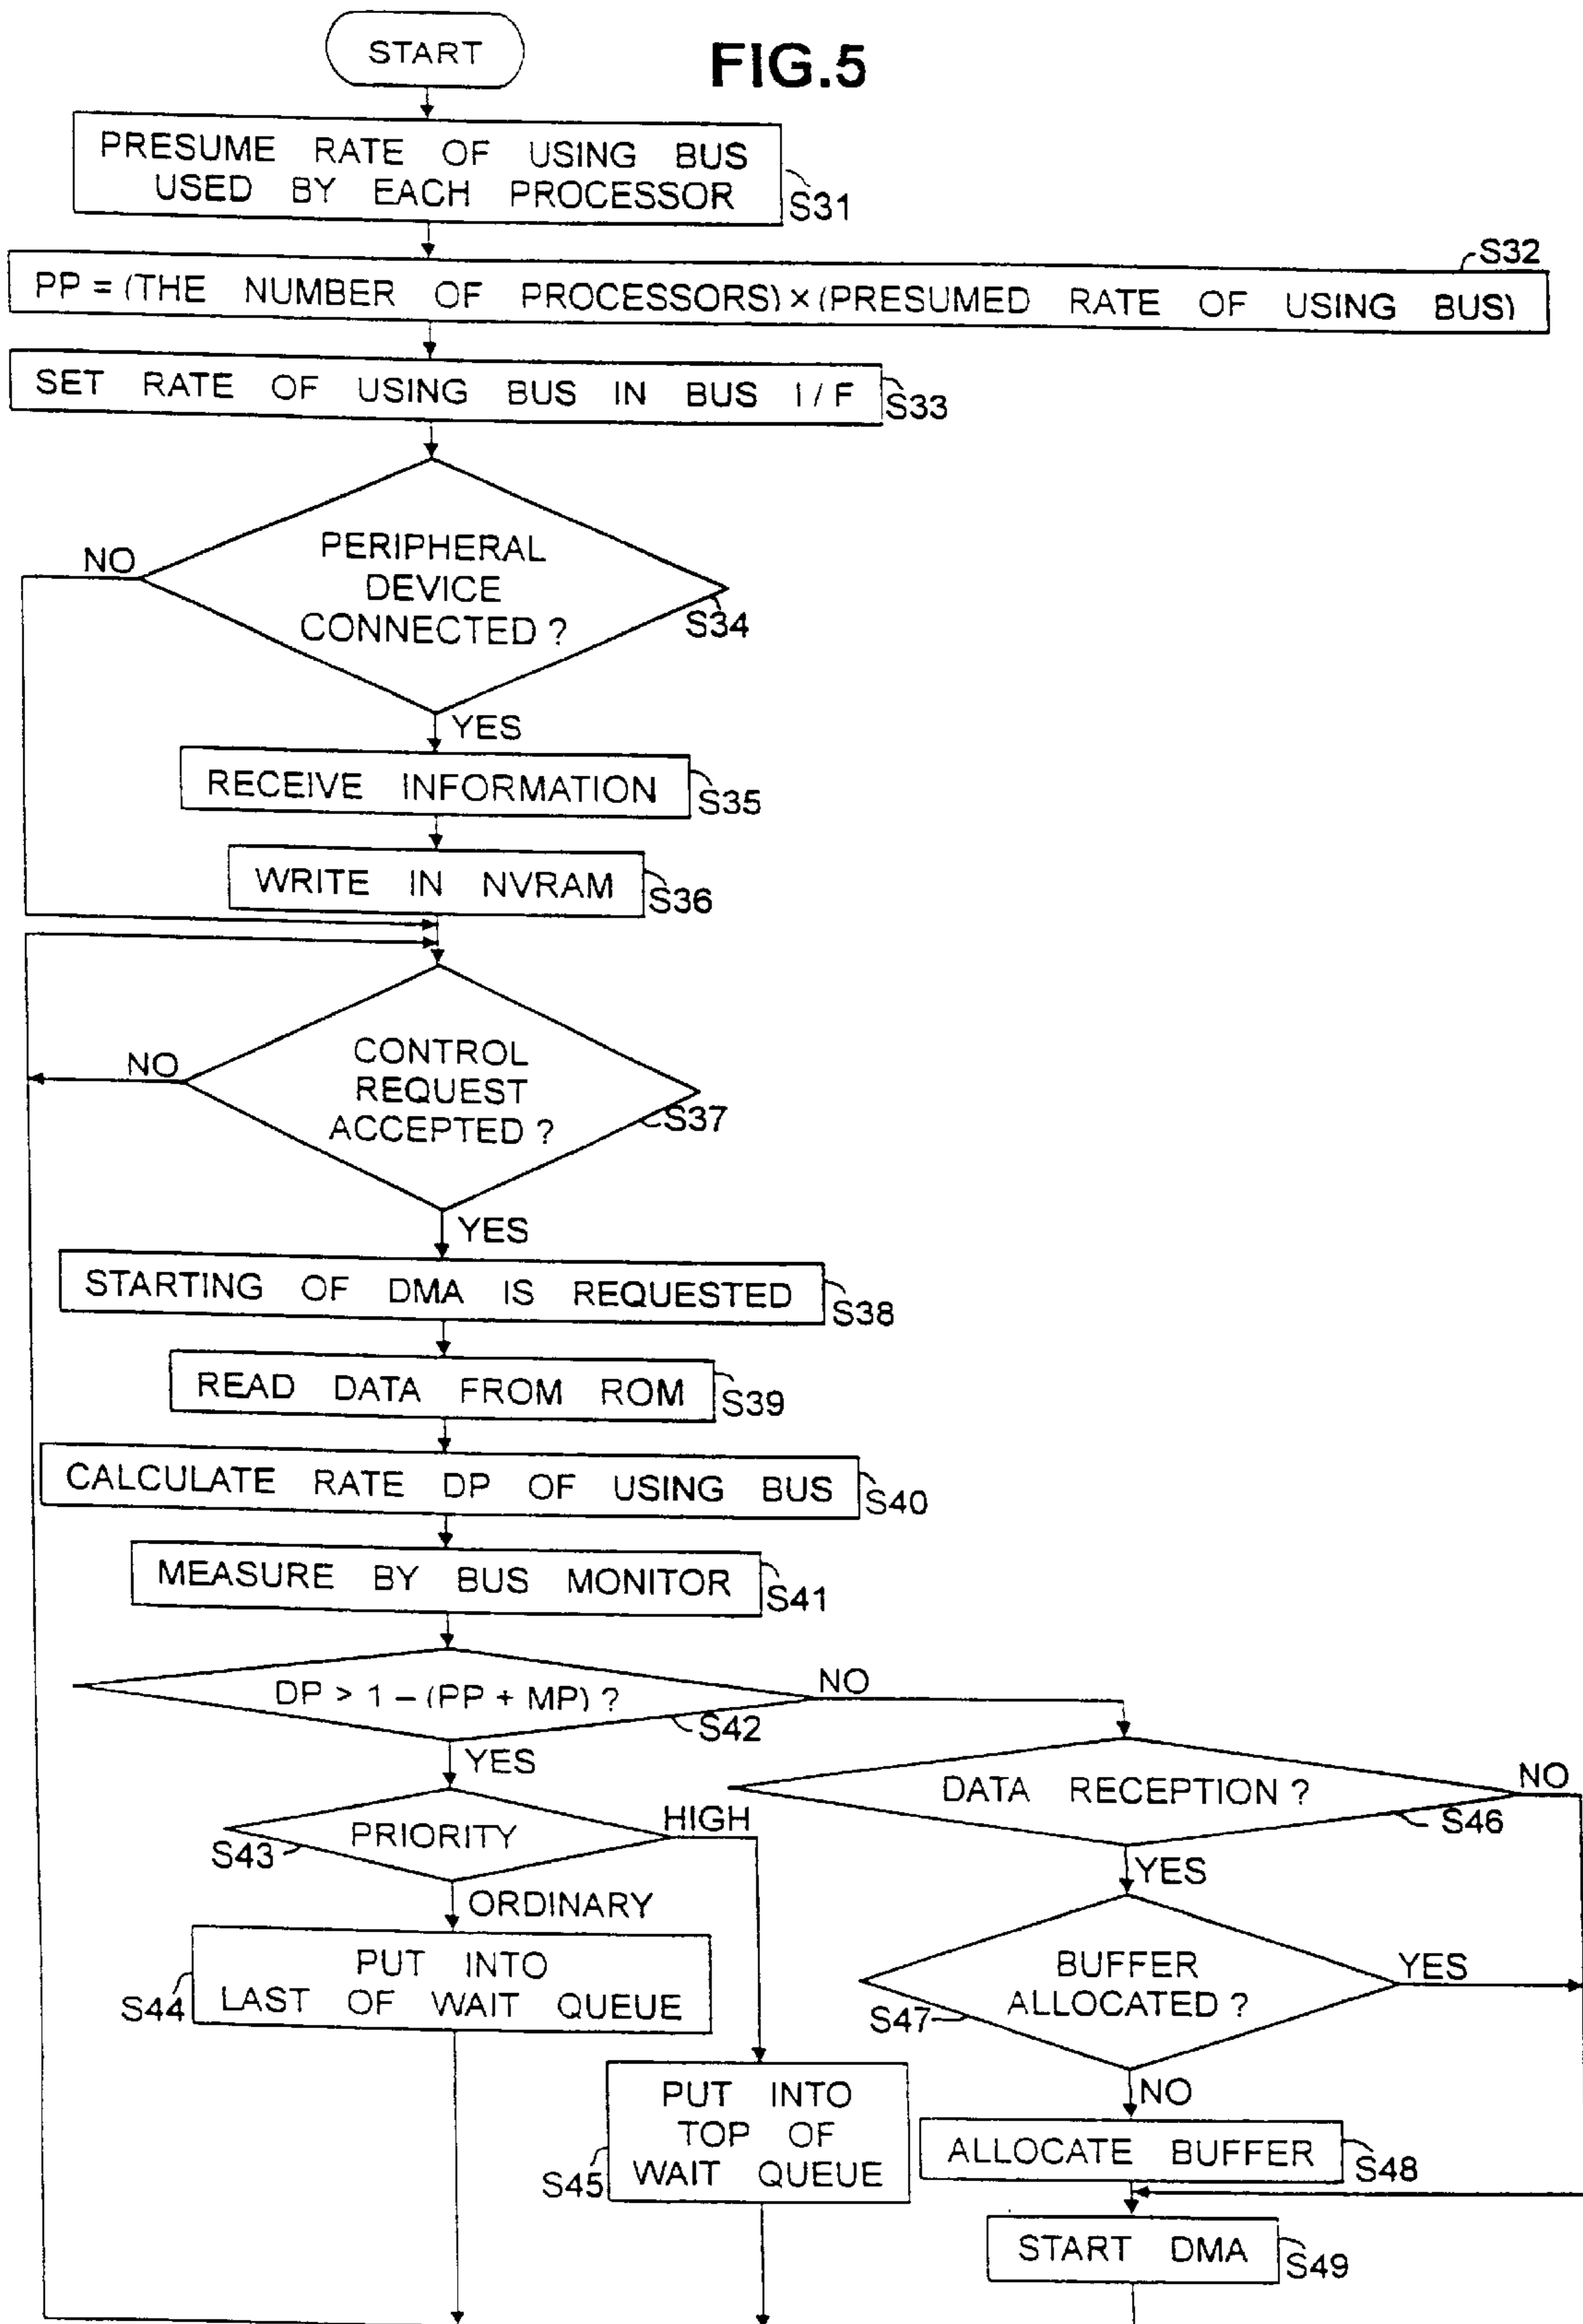 FIG.5
START
PRESUME RATE OF USING BUS
USED BY EACH PROCESSOR
S31
S32
PP = (THE NUMBER OF PROCESSORS) × (PRESUMED RATE OF USING BUS)
SET RATE OF USING BUS IN BUS I/F
S33
NO
PERIPHERAL
DEVICE
CONNECTED ?
S34
YES
RECEIVE INFORMATION
S35
WRITE IN NVRAM
S36
NO
CONTROL
REQUEST
ACCEPTED ?
S37
YES
STARTING OF DMA IS REQUESTED
S38
READ DATA FROM ROM
S39
CALCULATE RATE DP OF USING BUS
S40
MEASURE BY BUS MONITOR
S41
DP > 1 – (PP + MP) ?
NO
S42
YES
DATA RECEPTION ?
NO
S46
PRIORITY
HIGH
S43
YES
ORDINARY
PUT INTO
LAST OF WAIT QUEUE
S44
BUFFER
ALLOCATED ?
YES
S47
NO
PUT INTO
TOP OF
WAIT QUEUE
S45
ALLOCATE BUFFER
S48
START DMA
S49